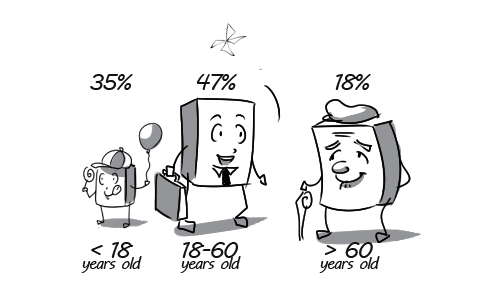 35% 47% 18%
< 18 18-60 > 60
years old years old years old